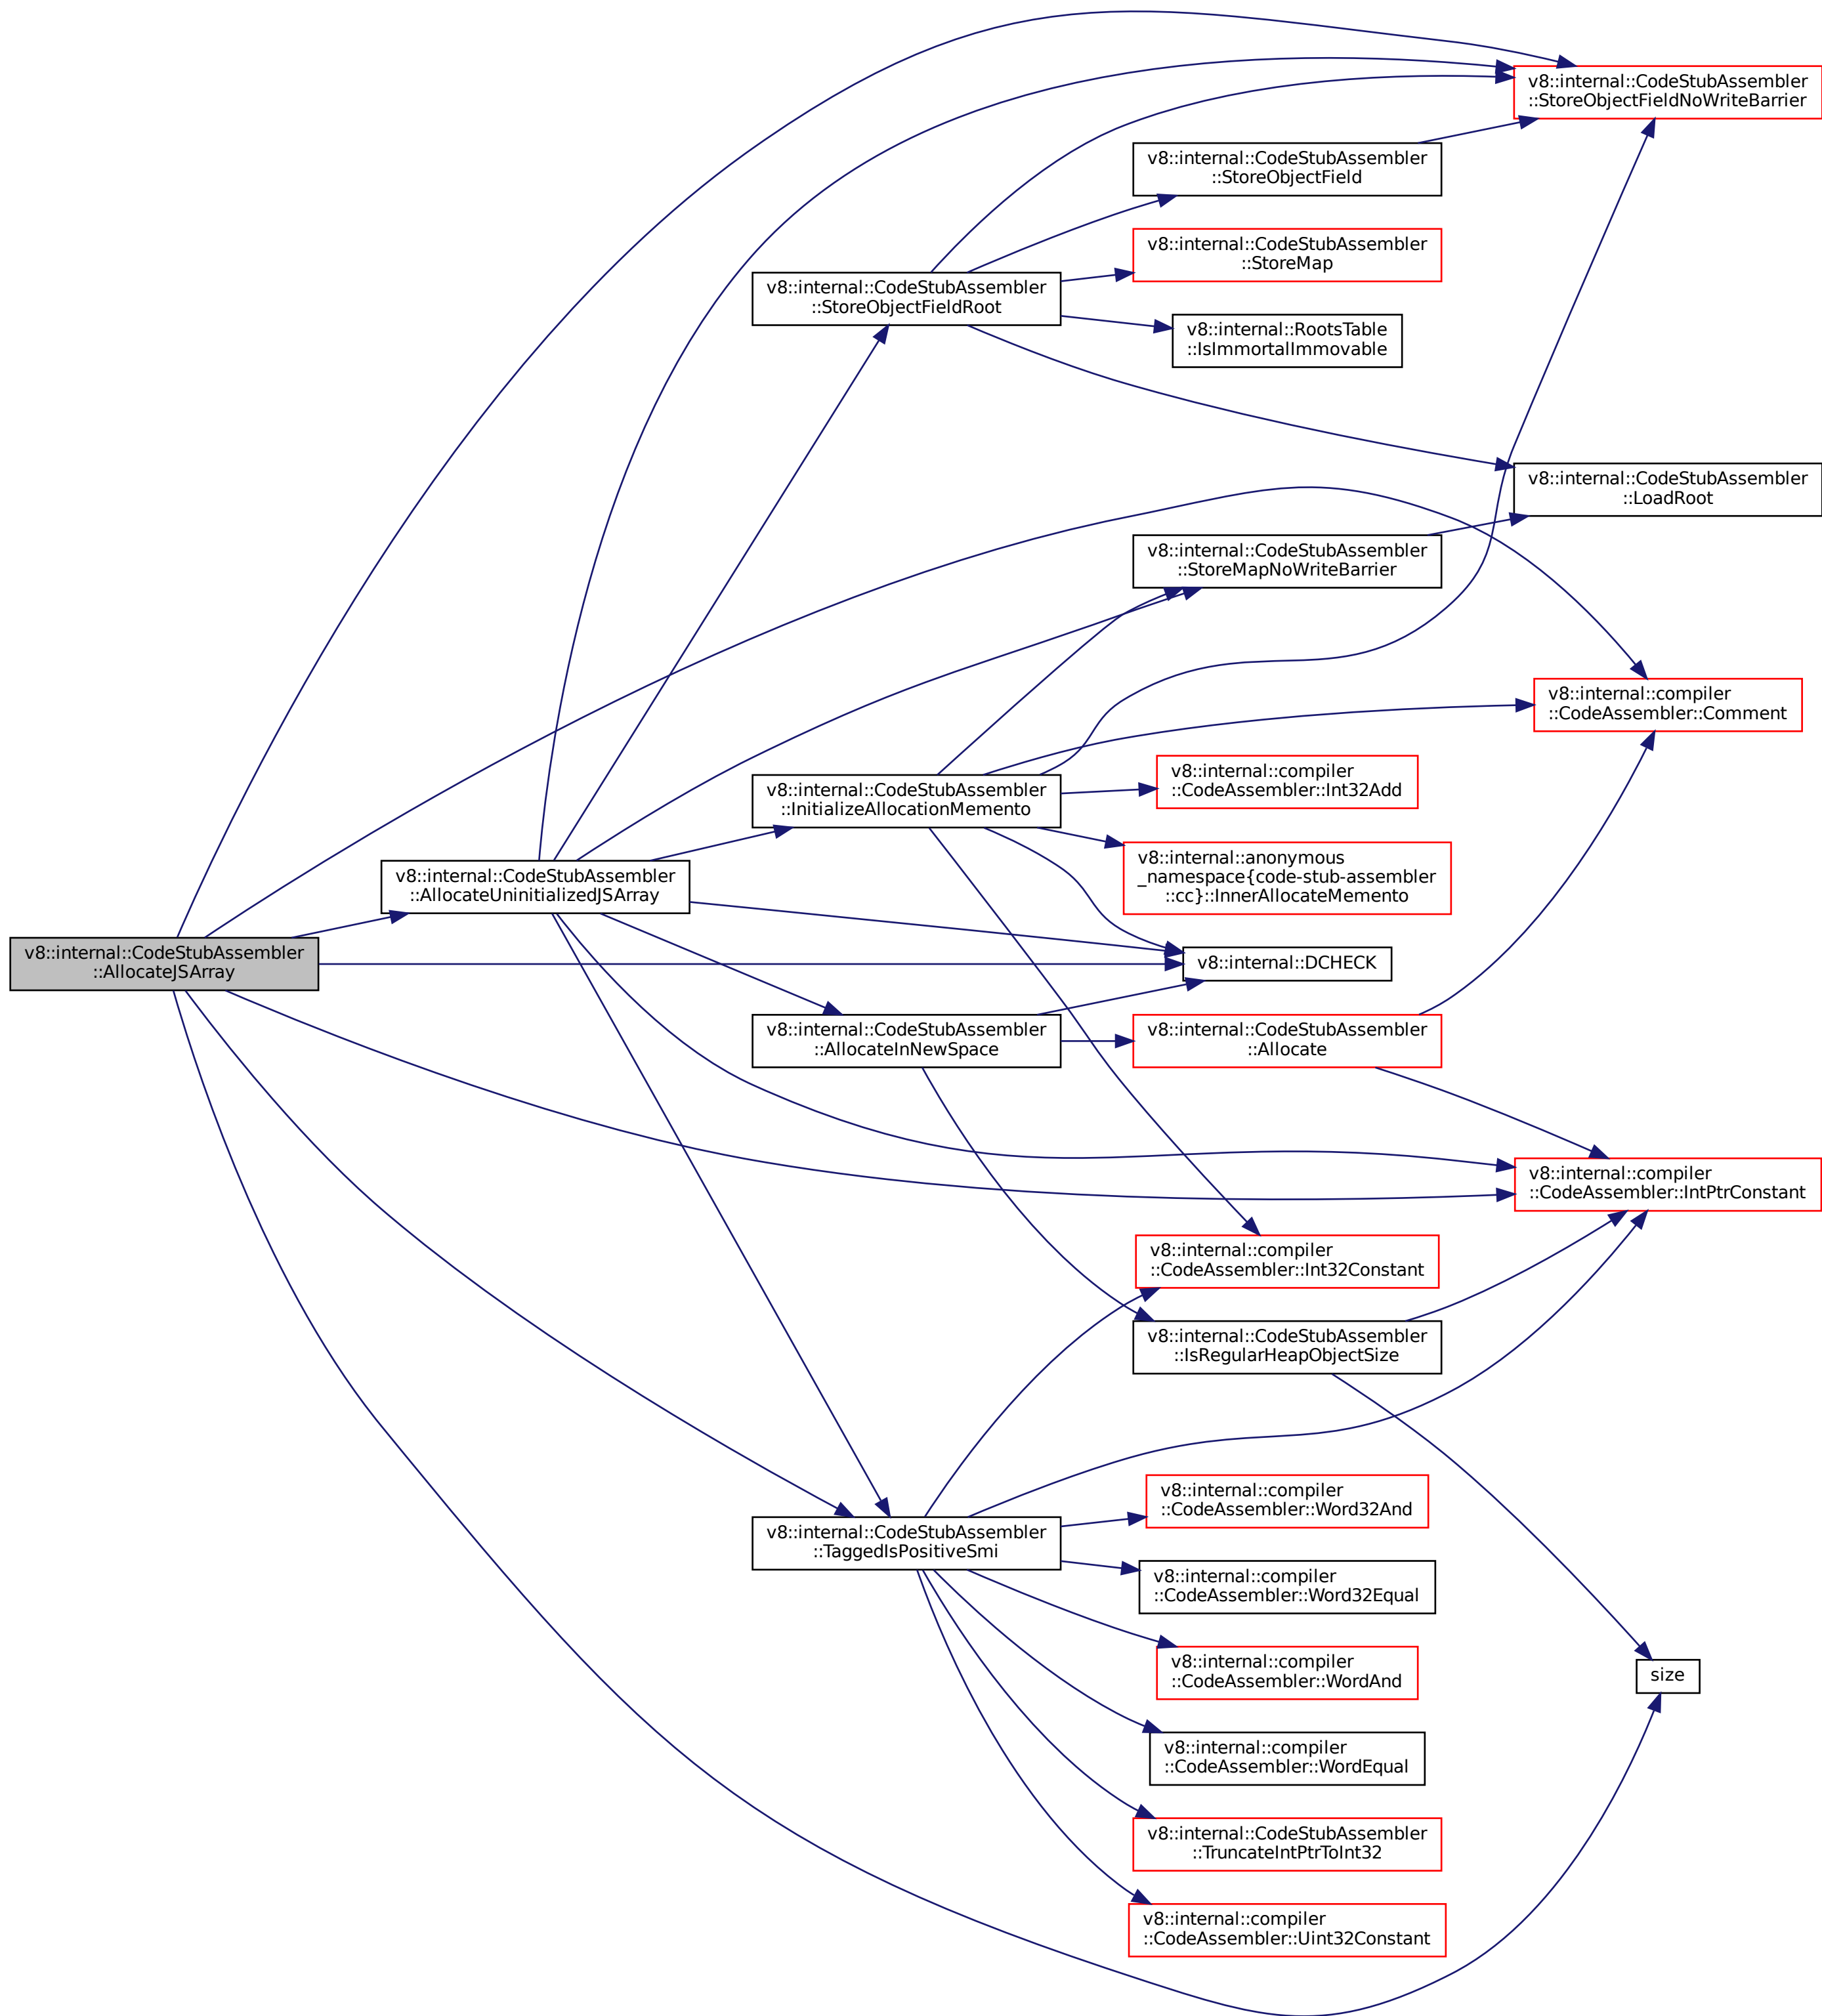 v8::internal::CodeStubAssembler
::StoreObjectFieldNoWriteBarrier
v8::internal::CodeStubAssembler
::StoreObjectField
v8::internal::CodeStubAssembler
::StoreMap
v8::internal::CodeStubAssembler
::StoreObjectFieldRoot
v8::internal::RootsTable
::IsImmortalImmovable
v8::internal::CodeStubAssembler
::LoadRoot
v8::internal::CodeStubAssembler
::StoreMapNoWriteBarrier
v8::internal::compiler
::CodeAssembler::Comment
v8::internal::CodeStubAssembler
::InitializeAllocationMemento
v8::internal::compiler
::CodeAssembler::Int32Add
v8::internal::anonymous
_namespace{code-stub-assembler
::cc}::InnerAllocateMemento
v8::internal::CodeStubAssembler
::AllocateUninitializedJSArray
v8::internal::CodeStubAssembler
::AllocateJSArray
v8::internal::DCHECK
v8::internal::CodeStubAssembler
::AllocateInNewSpace
v8::internal::CodeStubAssembler
::Allocate
v8::internal::compiler
::CodeAssembler::IntPtrConstant
v8::internal::compiler
::CodeAssembler::Int32Constant
v8::internal::CodeStubAssembler
::IsRegularHeapObjectSize
v8::internal::compiler
::CodeAssembler::Word32And
v8::internal::CodeStubAssembler
::TaggedIsPositiveSmi
v8::internal::compiler
::CodeAssembler::Word32Equal
v8::internal::compiler
::CodeAssembler::WordAnd
size
v8::internal::compiler
::CodeAssembler::WordEqual
v8::internal::CodeStubAssembler
::TruncateIntPtrToInt32
v8::internal::compiler
::CodeAssembler::Uint32Constant